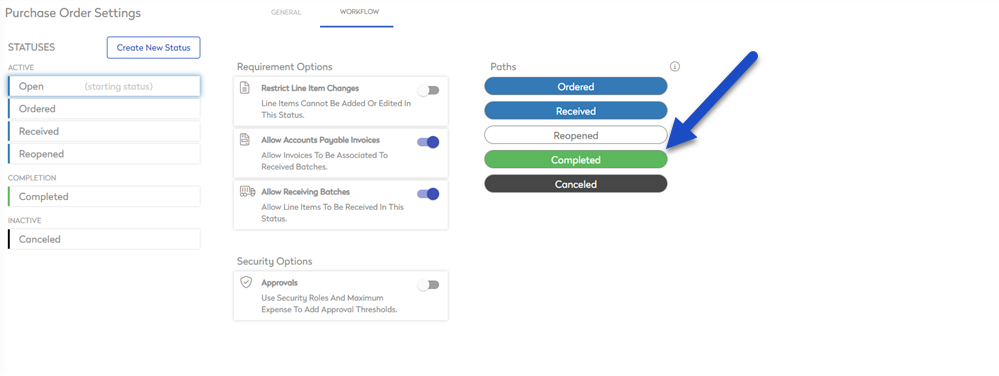 Purchase Order Settings
GENERAL
WORKFLOW
STATUSES
Create New Status
ACTIVE
Open (starting status)
Ordered
Received
Reopened
COMPLETION
Completed
INACTIVE
Canceled
Requirement Options
Restrict Line Item Changes
Line Items Cannot Be Added Or Edited In
This Status.
Allow Accounts Payable Invoices
Allow Invoices To Be Associated To
Received Batches.
Allow Receiving Batches
Allow Line Items To Be Received In This
Status.
Security Options
Approvals
Use Security Roles And Maximum
Expense To Add Approval Thresholds.
Paths
Ordered
Received
Reopened
Completed
Canceled